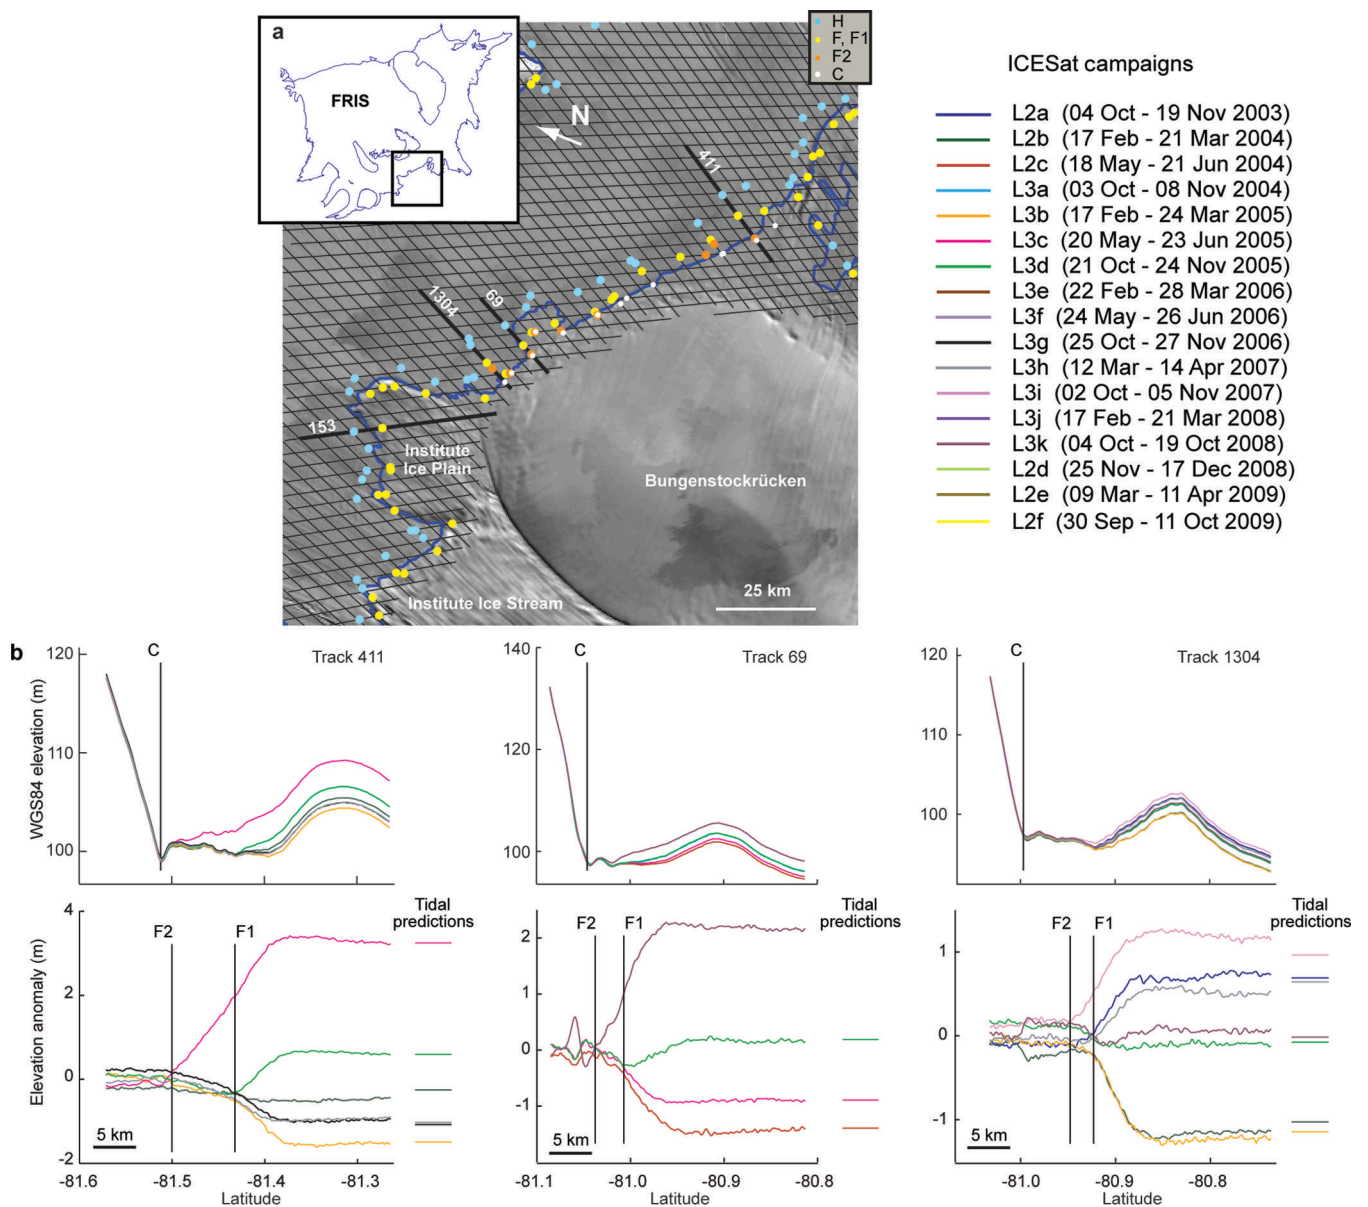 a
FRIS
H
F, F1
F2
C
N
411
1304
69
153
Institute
Ice Plain
Bungenstockrücken
25 km
Institute Ice Stream
ICESat campaigns
L2a (04 Oct - 19 Nov 2003)
L2b (17 Feb - 21 Mar 2004)
L2c (18 May - 21 Jun 2004)
L3a (03 Oct - 08 Nov 2004)
L3b (17 Feb - 24 Mar 2005)
L3c (20 May - 23 Jun 2005)
L3d (21 Oct - 24 Nov 2005)
L3e (22 Feb - 28 Mar 2006)
L3f (24 May - 26 Jun 2006)
L3g (25 Oct - 27 Nov 2006)
L3h (12 Mar - 14 Apr 2007)
L3i (02 Oct - 05 Nov 2007)
L3j (17 Feb - 21 Mar 2008)
L3k (04 Oct - 19 Oct 2008)
L2d (25 Nov - 17 Dec 2008)
L2e (09 Mar - 11 Apr 2009)
L2f (30 Sep - 11 Oct 2009)
b
WGS84 elevation (m)
120
110
100
C
Track 411
140
120
100
C
Track 69
120
110
100
C
Track 1304
Elevation anomaly (m)
4
2
0
-2
F2
F1
Tidal
predictions
5 km
-81.6
-81.5
-81.4
-81.3
Latitude
2
1
0
-1
F2
F1
Tidal
predictions
5 km
-81.1
-81.0
-80.9
-80.8
Latitude
1
0
-1
F2
F1
Tidal
predictions
5 km
-81.0
-80.9
-80.8
Latitude